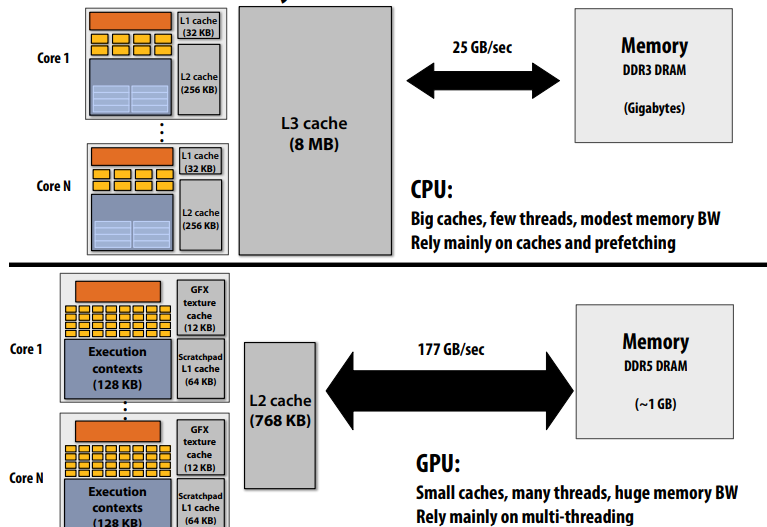 Core 1
L1 cache
(32 KB)
L2 cache
(256 KB)
Core N
L1 cache
(32 KB)
L2 cache
(256 KB)
L3 cache
(8 MB)
25 GB/sec
Memory
DDR3 DRAM
(Gigabytes)
CPU:
Big caches, few threads, modest memory BW
Rely mainly on caches and prefetching
Core 1
GFX
texture
cache
(12 KB)
Execution
contexts
(128 KB)
Scratchpad
L1 cache
(64 KB)
Core N
GFX
texture
cache
(12 KB)
Execution
contexts
(128 KB)
Scratchpad
L1 cache
(64 KB)
L2 cache
(768 KB)
177 GB/sec
Memory
DDR5 DRAM
(~1 GB)
GPU:
Small caches, many threads, huge memory BW
Rely mainly on multi-threading